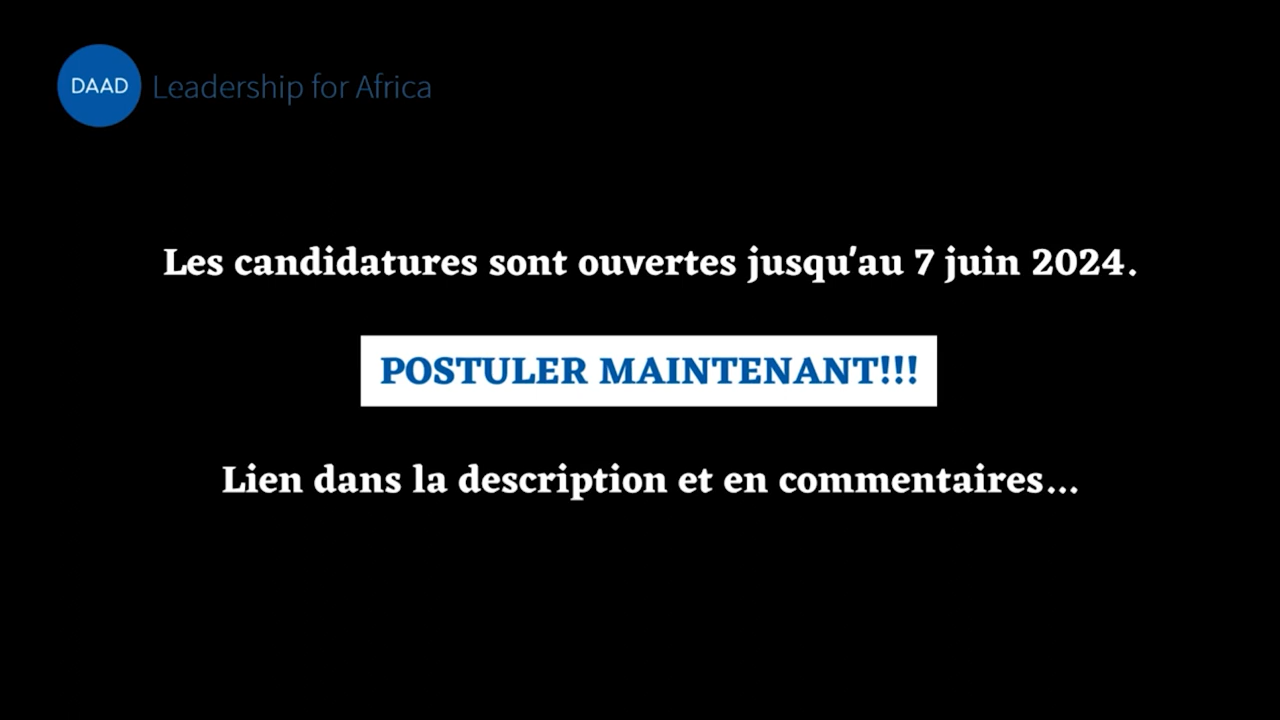 DAAD Leadership for Africa
Les candidatures sont ouvertes jusqu'au 7 juin 2024.
POSTULER MAINTENANT!!!
Lien dans la description et en commentaires...